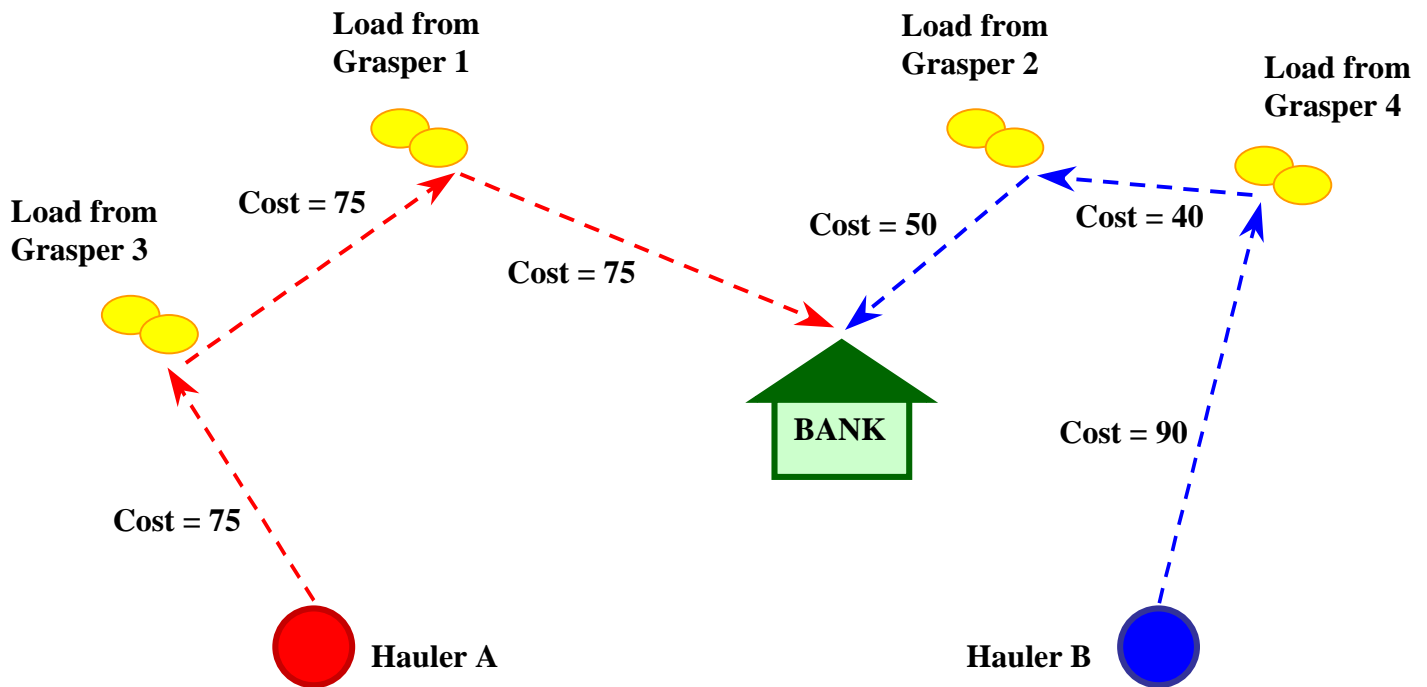 Load from
Grasper 1
Load from
Grasper 2
Load from
Grasper 4
Cost = 75
Load from
Grasper 3
Cost = 50
Cost = 40
Cost = 75
BANK
Cost = 90
Cost = 75
Hauler A
Hauler B